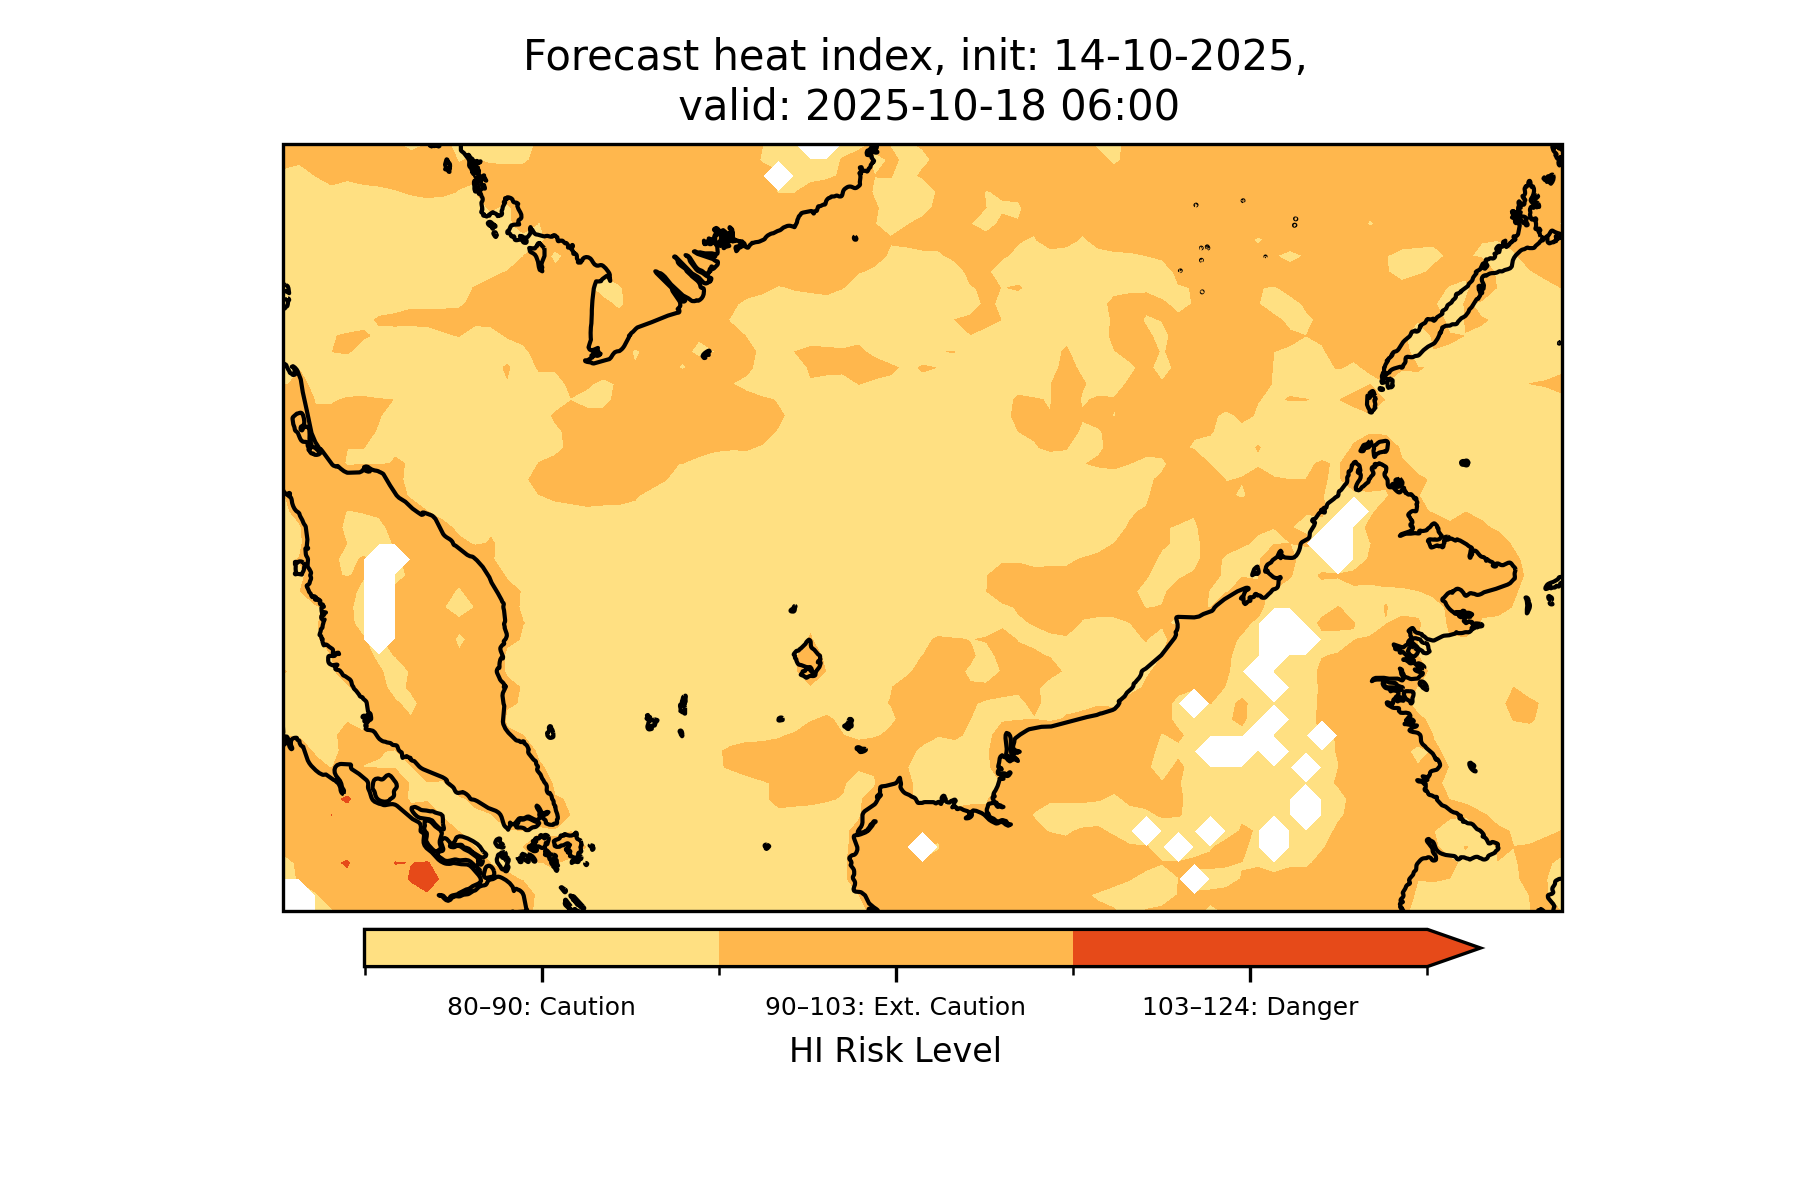 Forecast heat index, init: 14-10-2025,
valid: 2025-10-18 06:00
80–90: Caution
90–103: Ext. Caution
103–124: Danger
HI Risk Level